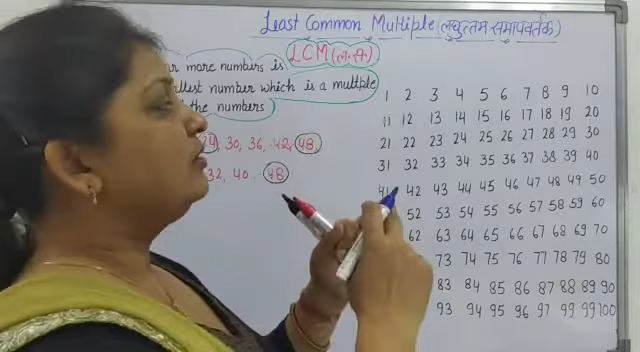 Least Common Multiple (लघुत्तम समापवर्तक)
LCM (ल॰स॰)
more numbers is
number which is a multiple
the numbers
24, 30, 36, 42, 48
32, 40 48
1 2 3 4 5 6 7 8 9 10
11 12 13 14 15 16 17 18 19 20
21 22 23 24 25 26 27 28 29 30
31 32 33 34 35 36 37 38 39 40
41 42 43 44 45 46 47 48 49 50
52 53 54 55 56 57 58 59 60
62 63 64 65 66 67 68 69 70
73 74 75 76 77 78 79 80
83 84 85 86 87 88 89 90
93 94 95 96 97 99 99 100